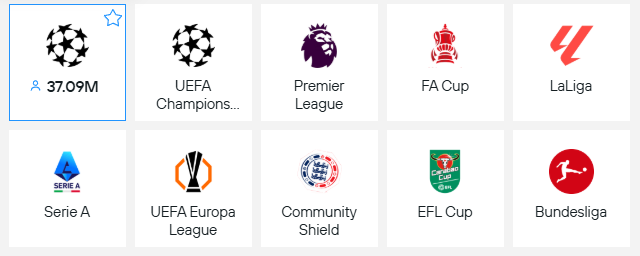 37.09M
UEFA
Champions...
Premier
League
FA Cup
LaLiga
SERIE A
Serie A
UEFA Europa
League
Community
Shield
Carabao
Cup
EFL
EFL Cup
Bundesliga